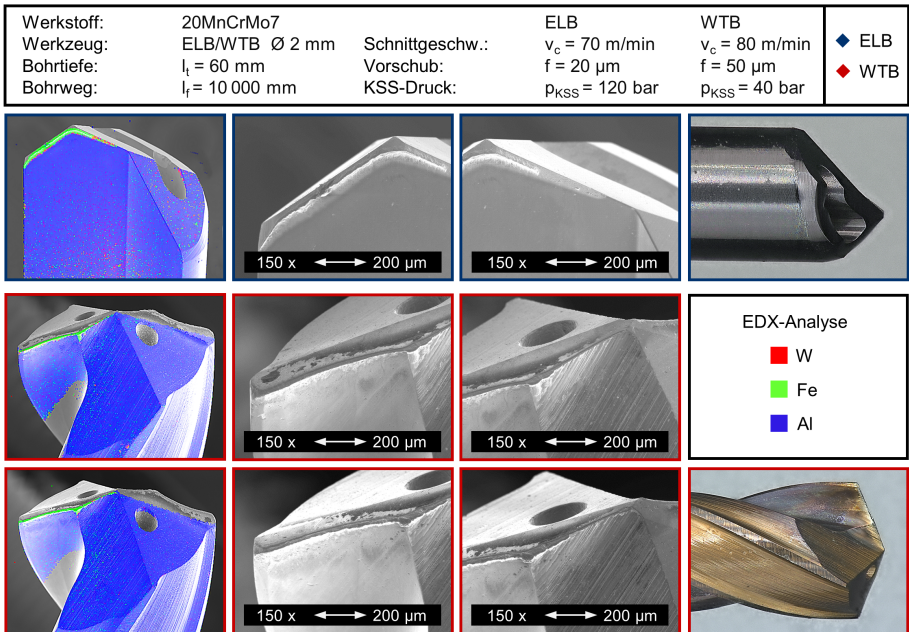 Werkstoff: 20MnCrMo7 ELB WTB
Werkzeug: ELB/WTB Ø 2 mm Schnittgeschw.: vc = 70 m/min vc = 80 m/min
Bohrtiefe: lt = 60 mm Vorschub: f = 20 µm f = 50 µm
Bohrweg: lf = 10 000 mm KSS-Druck: pKSS = 120 bar pKSS = 40 bar
ELB
WTB
150 x 200 µm
150 x 200 µm
150 x 200 µm
150 x 200 µm
EDX-Analyse
W
Fe
Al
150 x 200 µm
150 x 200 µm